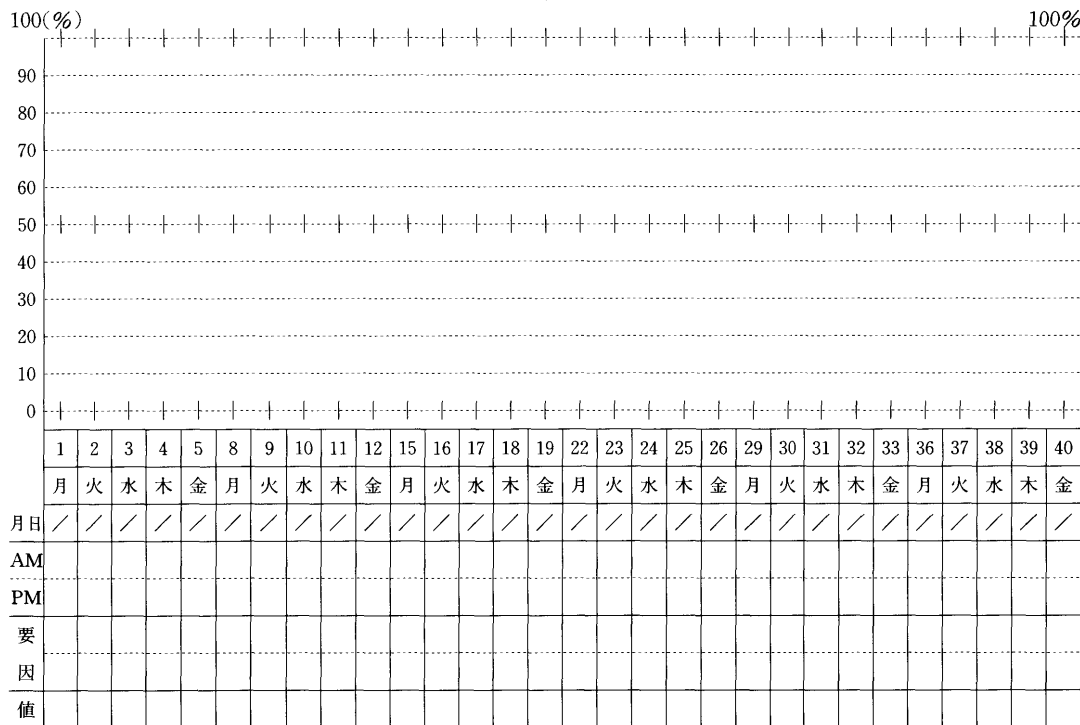 100(%) 100%
90
80
70
60
50
40
30
20
10
0
1 2 3 4 5 8 9 10 11 12 15 16 17 18 19 22 23 24 25 26 29 30 31 32 33 36 37 38 39 40
月 火 水 木 金 月 火 水 木 金 月 火 水 木 金 月 火 水 木 金 月 火 水 木 金 月 火 水 木 金
月日 / / / / / / / / / / / / / / / / / / / / / / / / / / / / / /
AM
PM
要
因
値